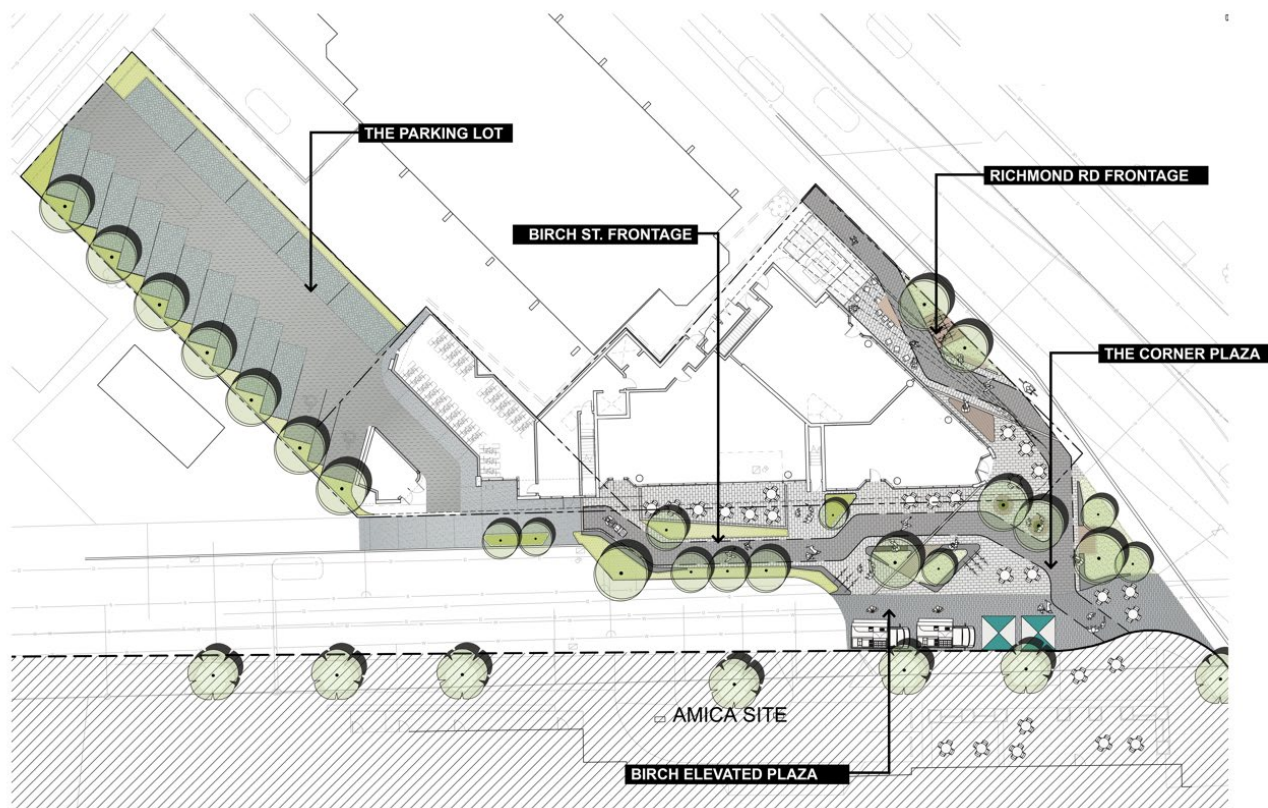 THE PARKING LOT
RICHMOND RD FRONTAGE
BIRCH ST. FRONTAGE
THE CORNER PLAZA
AMICA SITE
BIRCH ELEVATED PLAZA